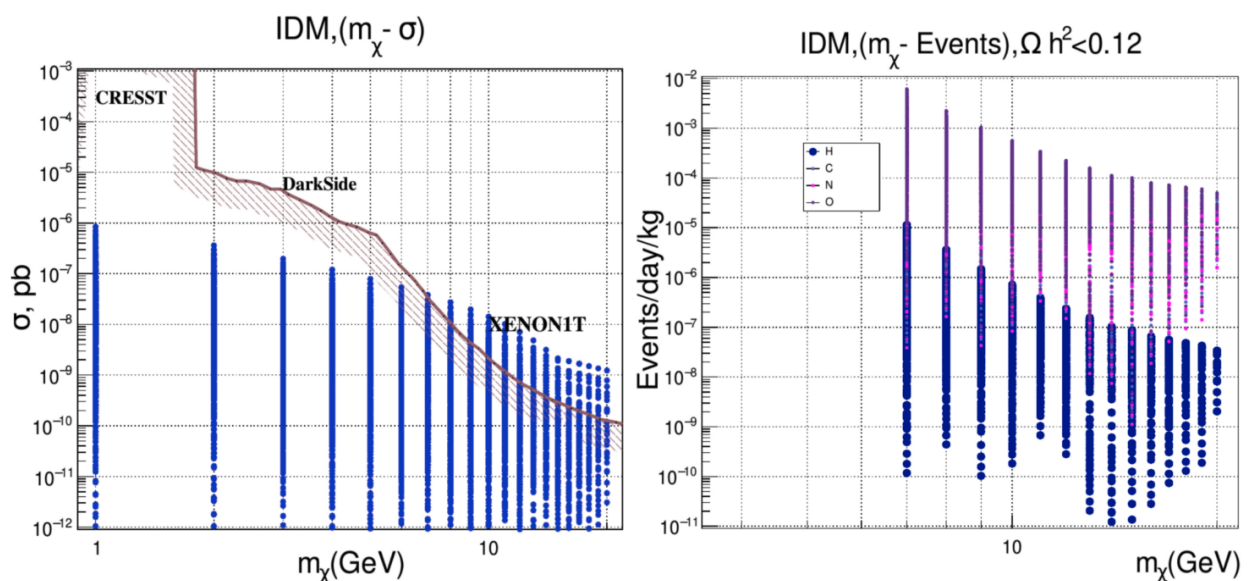 IDM,(mχ- σ)
10⁻³
CRESST
10⁻⁴
10⁻⁵
DarkSide
10⁻⁶
10⁻⁷
10⁻⁸
XENON1T
10⁻⁹
10⁻¹⁰
10⁻¹¹
10⁻¹²
σ, pb
1
10
mχ(GeV)
IDM,(mχ- Events),Ω h²<0.12
10⁻²
10⁻³
H
C
N
O
10⁻⁴
10⁻⁵
10⁻⁶
10⁻⁷
10⁻⁸
10⁻⁹
10⁻¹⁰
10⁻¹¹
Events/day/kg
10
mχ(GeV)